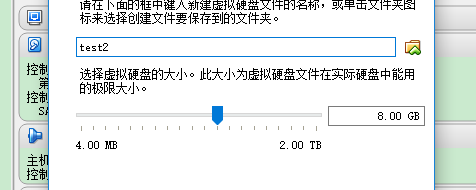 请在下面的框中键入新建虚拟硬盘文件的名称，或单击文件夹图
标来选择创建文件要保存到的文件夹。
test2
选择虚拟硬盘的大小。此大小为虚拟硬盘文件在实际硬盘中能用
的极限大小。
8.00 GB
4.00 MB
2.00 TB
控制
第
控制
SA
主机
控制